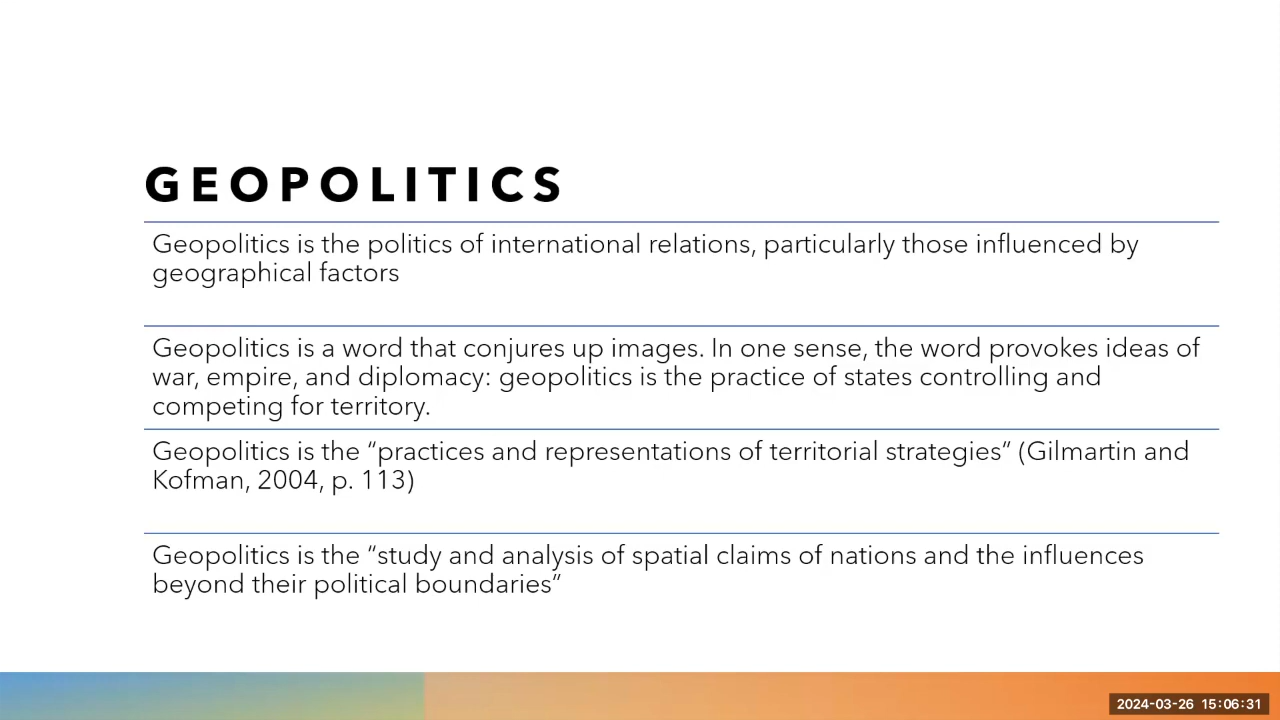 GEOPOLITICS
Geopolitics is the politics of international relations, particularly those influenced by
geographical factors
Geopolitics is a word that conjures up images. In one sense, the word provokes ideas of
war, empire, and diplomacy: geopolitics is the practice of states controlling and
competing for territory.
Geopolitics is the “practices and representations of territorial strategies” (Gilmartin and
Kofman, 2004, p. 113)
Geopolitics is the “study and analysis of spatial claims of nations and the influences
beyond their political boundaries”
2024-03-26 15:06:31